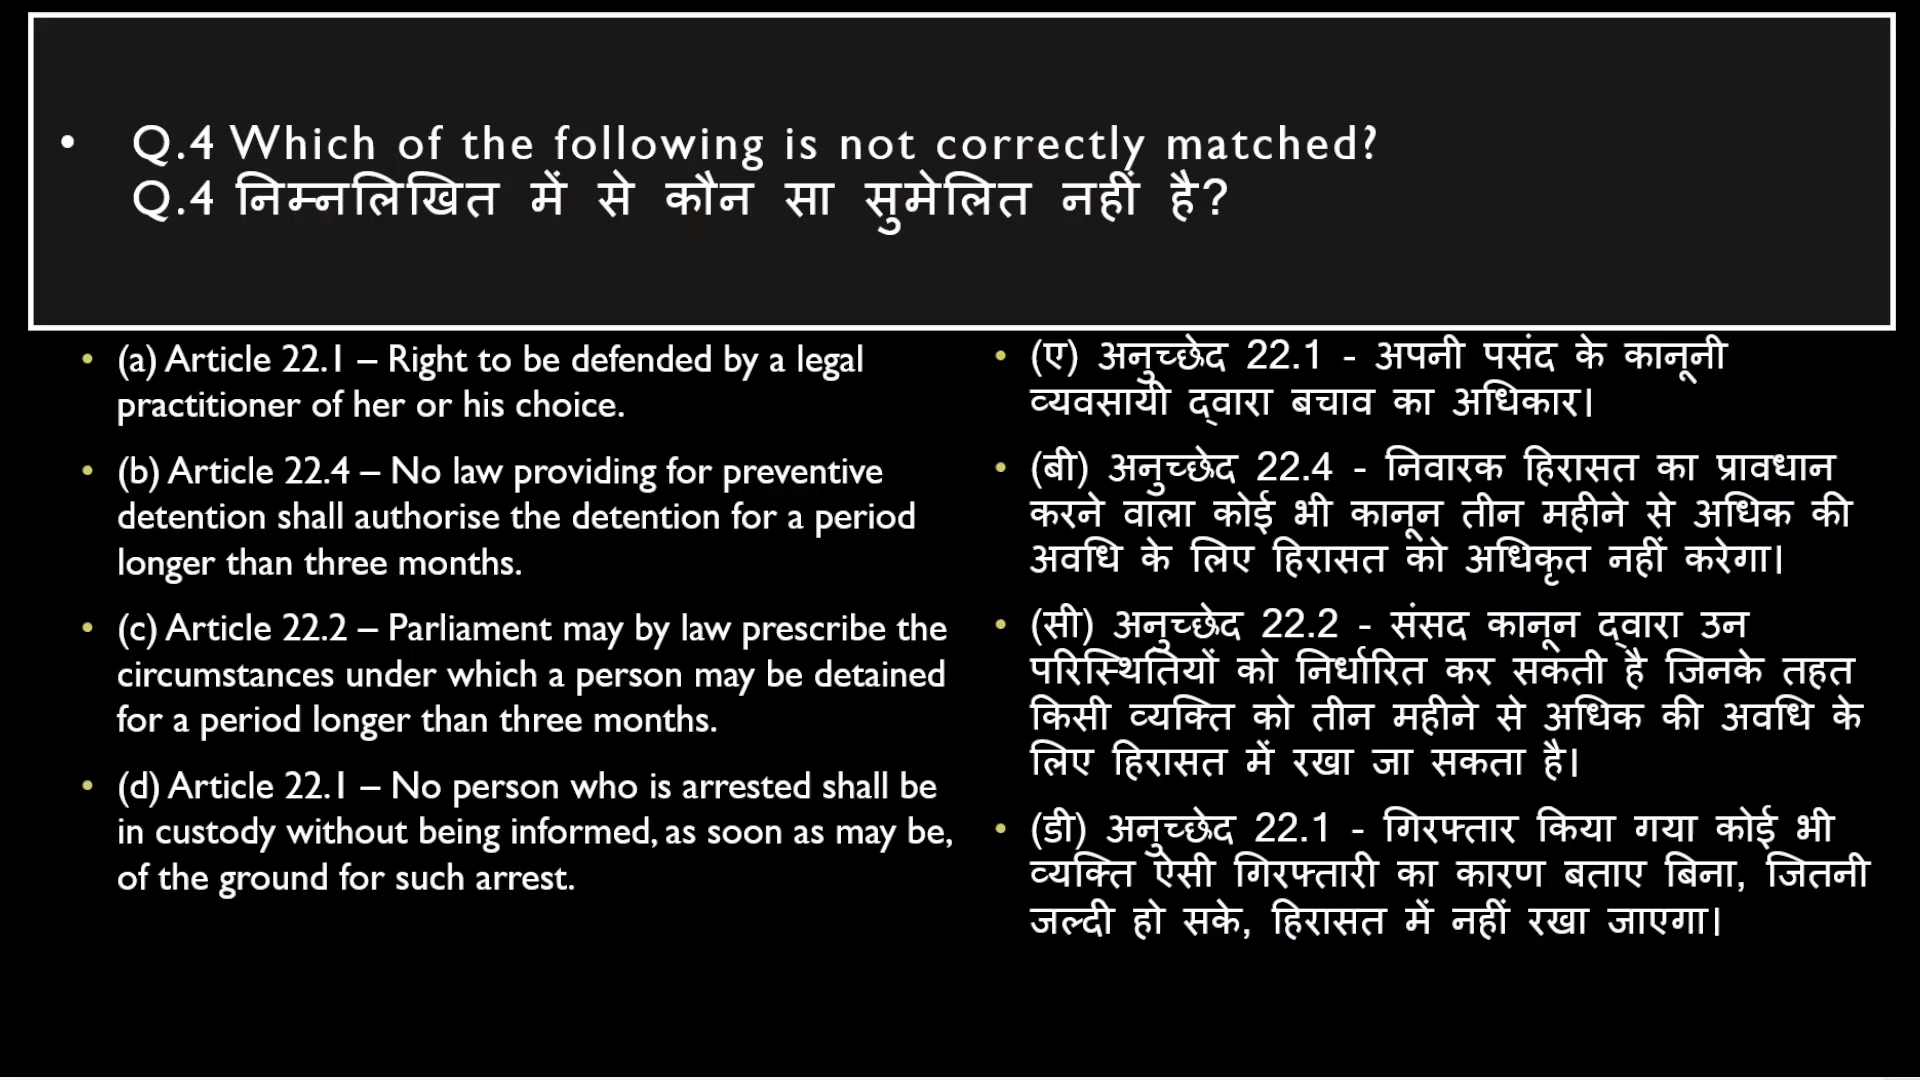 • Q.4 Which of the following is not correctly matched?
Q.4 निम्नलिखित में से कौन सा सुमेलित नहीं है?
• (a) Article 22.1 – Right to be defended by a legal
practitioner of her or his choice.
• (b) Article 22.4 – No law providing for preventive
detention shall authorise the detention for a period
longer than three months.
• (c) Article 22.2 – Parliament may by law prescribe the
circumstances under which a person may be detained
for a period longer than three months.
• (d) Article 22.1 – No person who is arrested shall be
in custody without being informed, as soon as may be,
of the ground for such arrest.
• (ए) अनुच्छेद 22.1 - अपनी पसंद के कानूनी
व्यवसायी द्वारा बचाव का अधिकार।
• (बी) अनुच्छेद 22.4 - निवारक हिरासत का प्रावधान
करने वाला कोई भी कानून तीन महीने से अधिक की
अवधि के लिए हिरासत को अधिकृत नहीं करेगा।
• (सी) अनुच्छेद 22.2 - संसद कानून द्वारा उन
परिस्थितियों को निर्धारित कर सकती है जिनके तहत
किसी व्यक्ति को तीन महीने से अधिक की अवधि के
लिए हिरासत में रखा जा सकता है।
• (डी) अनुच्छेद 22.1 - गिरफ्तार किया गया कोई भी
व्यक्ति ऐसी गिरफ्तारी का कारण बताए बिना, जितनी
जल्दी हो सके, हिरासत में नहीं रखा जाएगा।